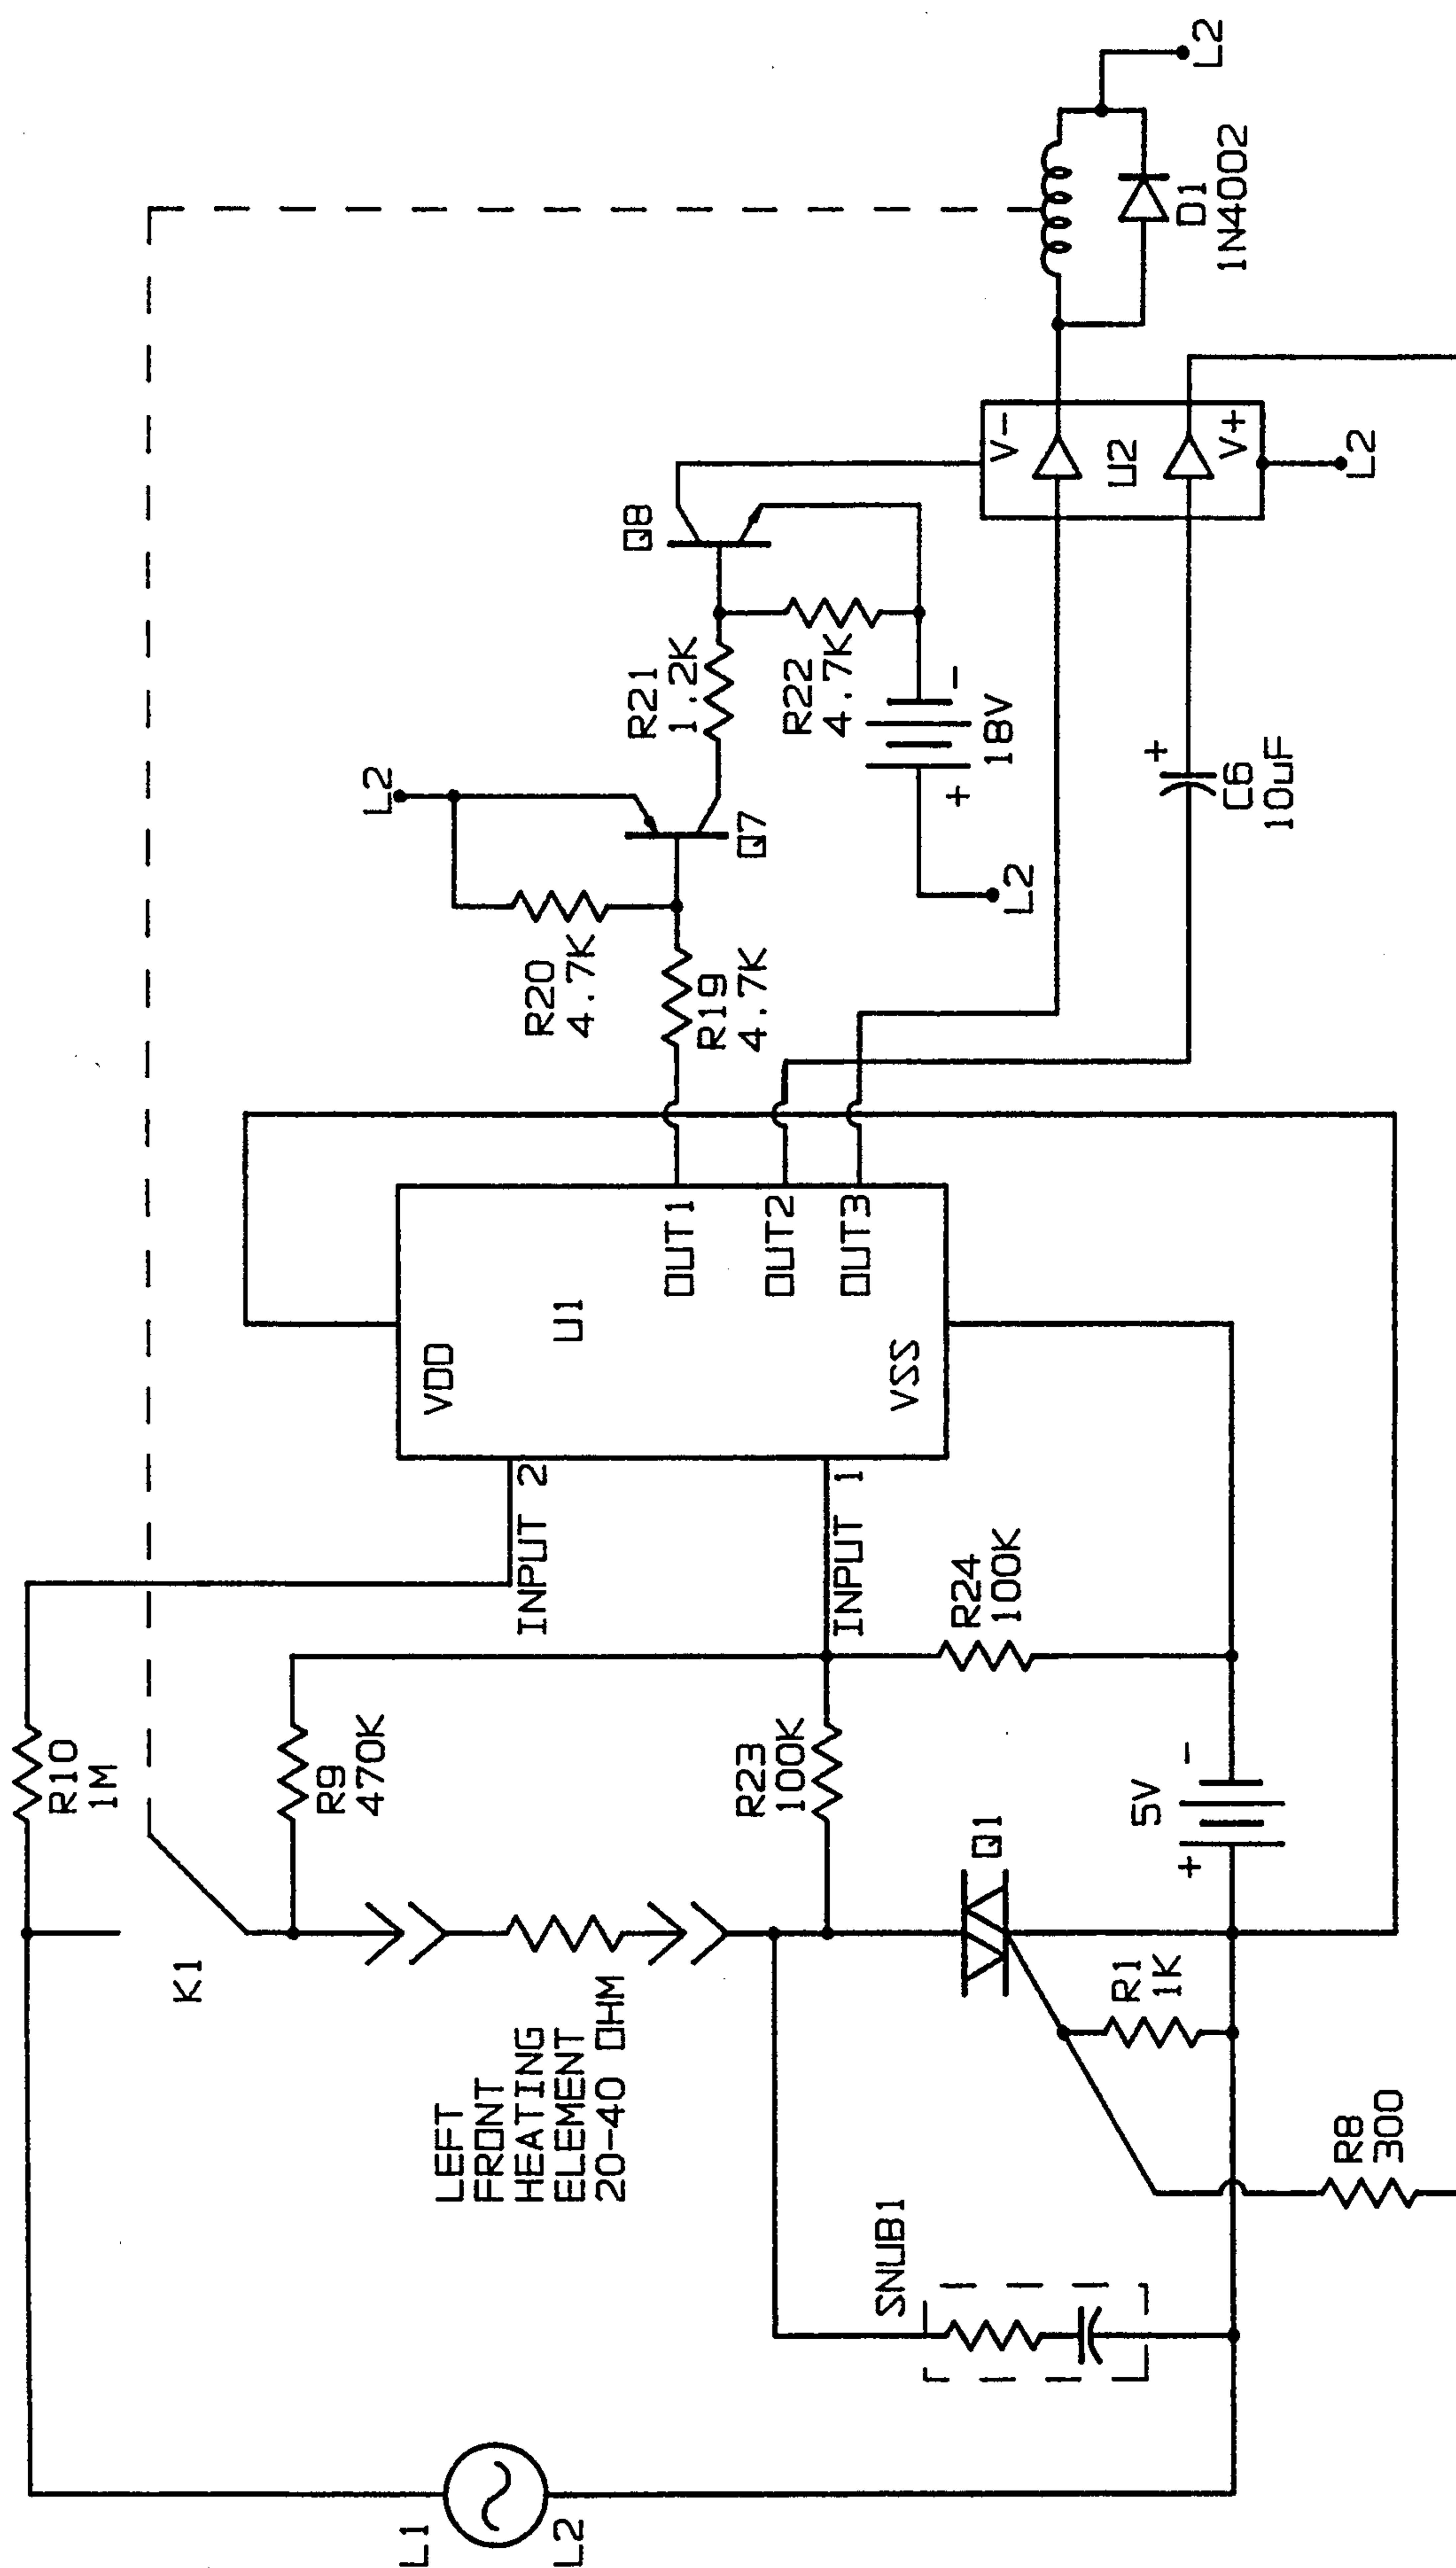 L1
L2
R10
1M
K1
LEFT
FRONT
HEATING
ELEMENT
20-40 OHM
R9
470K
SNUB1
R23
100K
Q1
R1
1K
R8
300
5V
+
-
R24
100K
INPUT 2
INPUT 1
VDD
U1
VSS
OUT1
OUT2
OUT3
R20
4.7K
R19
4.7K
L2
Q7
R21
1.2K
Q8
R22
4.7K
18V
+
-
L2
+
C6
10uF
V-
U2
V+
L2
D1
1N4002
L2